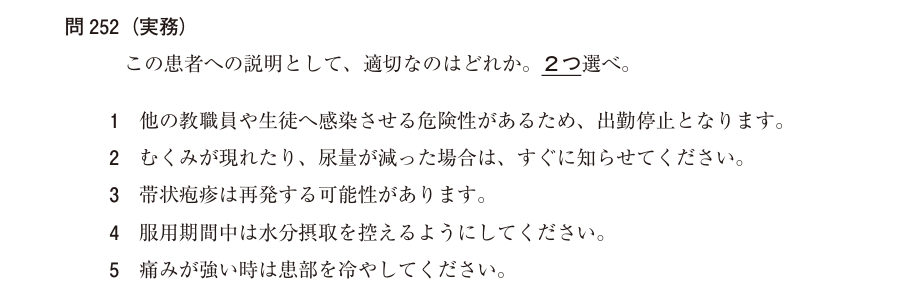 問 252（実務）
この患者への説明として、適切なのはどれか。２つ選べ。
1　他の教職員や生徒へ感染させる危険性があるため、出勤停止となります。
2　むくみが現れたり、尿量が減った場合は、すぐに知らせてください。
3　帯状疱疹は再発する可能性があります。
4　服用期間中は水分摂取を控えるようにしてください。
5　痛みが強い時は患部を冷やしてください。